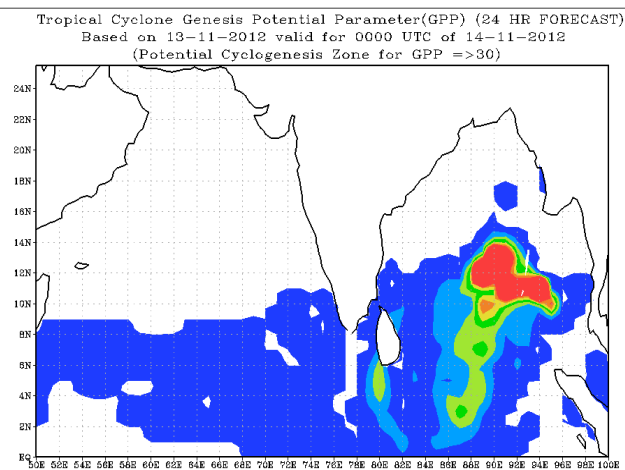 Tropical Cyclone Genesis Potential Parameter(GPP) (24 HR FORECAST)
Based on 13-11-2012 valid for 0000 UTC of 14-11-2012
(Potential Cyclogenesis Zone for GPP =>30)
24N
22N
20N
18N
16N
14N
12N
10N
8N
6N
4N
2N
EQ
50E 52E 54E 56E 58E 60E 62E 64E 66E 68E 70E 72E 74E 76E 78E 80E 82E 84E 86E 88E 90E 92E 94E 96E 98E 100E